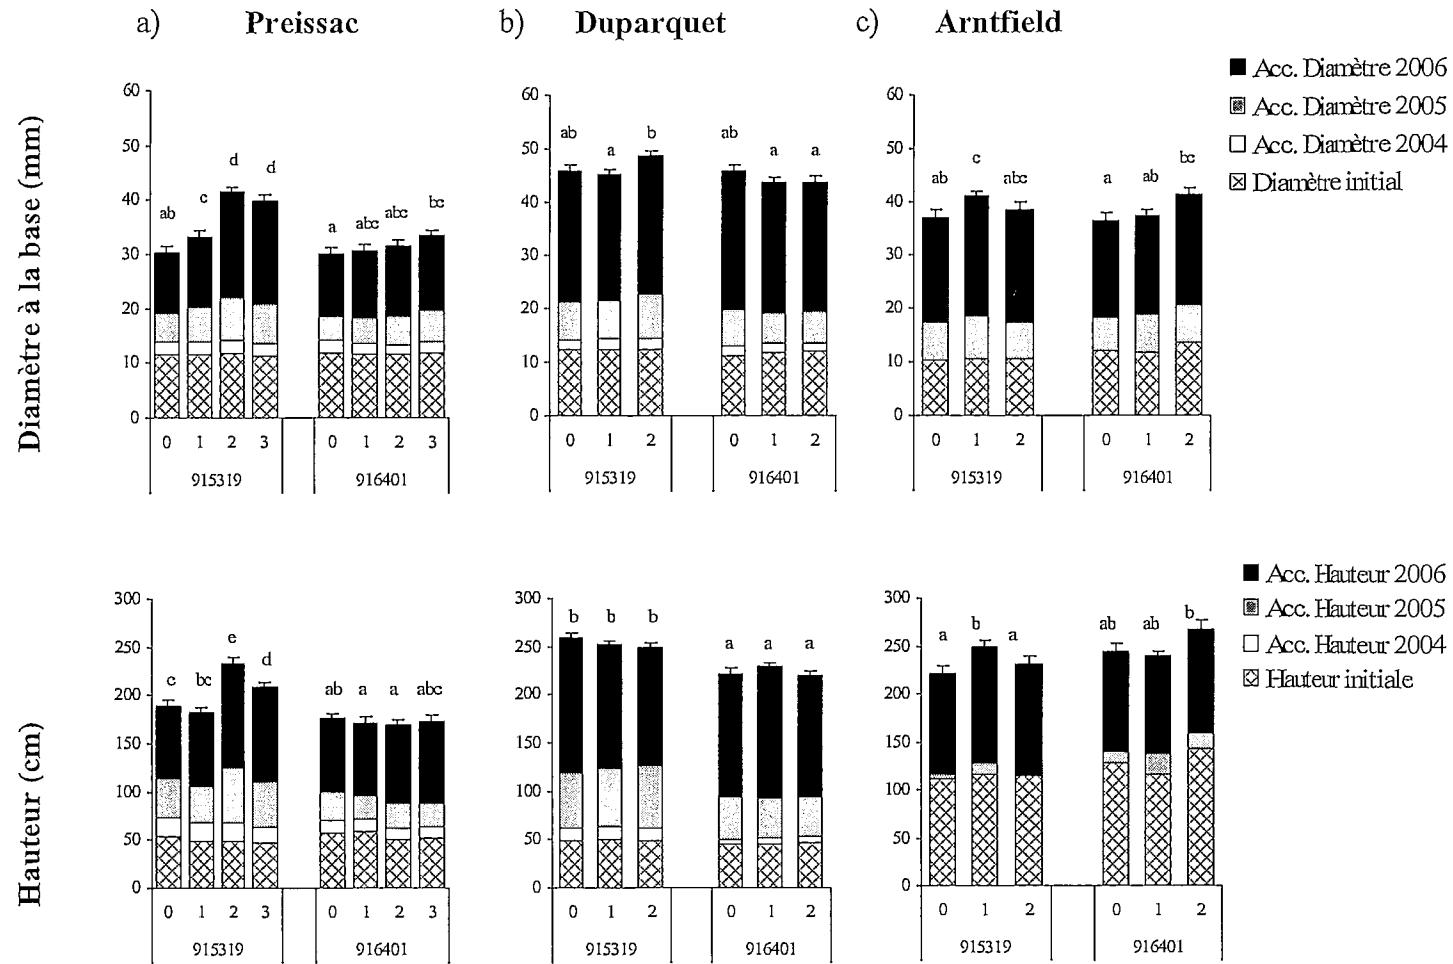 a) Preissac b) Duparquet c) Arntfield
Diamètre à la base (mm)
60
50
40
30
20
10
0
ab c d d a abc abc bc
0 1 2 3 0 1 2 3
915319 916401
60
50
40
30
20
10
0
ab a b ab a a
0 1 2 0 1 2
915319 916401
60
50
40
30
20
10
0
ab c abc a ab bc
0 1 2 0 1 2
915319 916401
Acc. Diamètre 2006
Acc. Diamètre 2005
Acc. Diamètre 2004
Diamètre initial
Hauteur (cm)
300
250
200
150
100
50
0
c bc e d ab a a abc
0 1 2 3 0 1 2 3
915319 916401
300
250
200
150
100
50
0
b b b a a a
0 1 2 0 1 2
915319 916401
300
250
200
150
100
50
0
a b a ab ab b
0 1 2 0 1 2
915319 916401
Acc. Hauteur 2006
Acc. Hauteur 2005
Acc. Hauteur 2004
Hauteur initiale